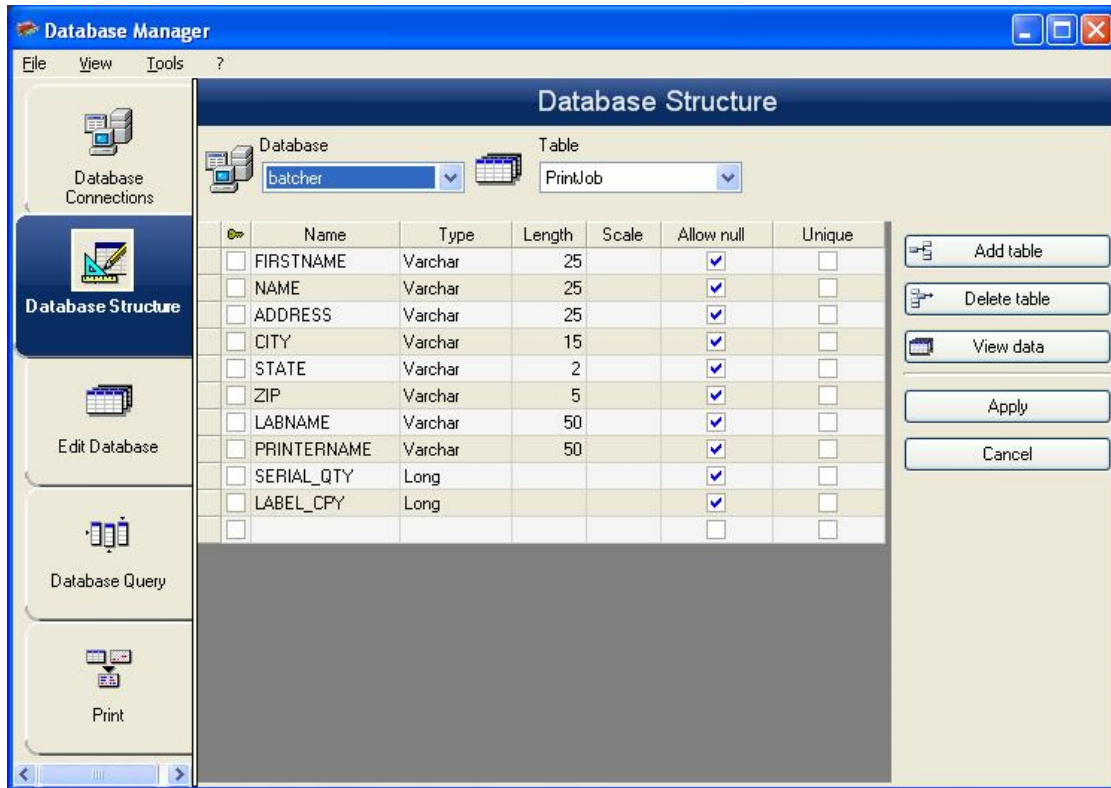 Database Manager
File View Tools ?
Database Connections
Database Structure
Edit Database
Database Query
Print
Database Structure
Database
batcher
Table
PrintJob
Name Type Length Scale Allow null Unique
FIRSTNAME Varchar 25
NAME Varchar 25
ADDRESS Varchar 25
CITY Varchar 15
STATE Varchar 2
ZIP Varchar 5
LABNAME Varchar 50
PRINTERNAME Varchar 50
SERIAL_QTY Long
LABEL_CPY Long
Add table
Delete table
View data
Apply
Cancel